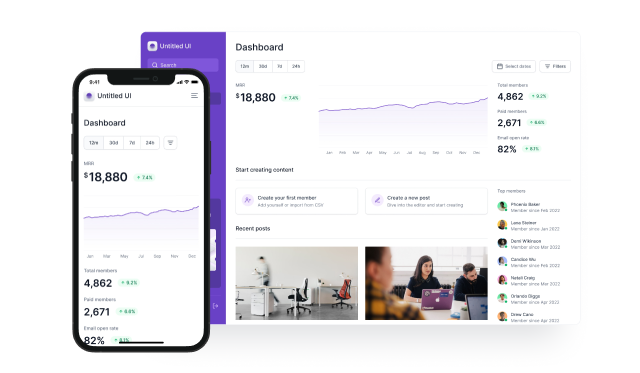 Untitled UI
Search
Dashboard
12m 30d 7d 24h
Select dates
Filters
MRR
$18,880
7.4%
Jan Feb Mar Apr May Jun Jul Aug Sep Oct Nov Dec
Total members
4,862
9.2%
Paid members
2,671
6.6%
Email open rate
82%
8.1%
Start creating content
Create your first member
Add yourself or import from CSV
Create a new post
Dive into the editor and start creating
Recent posts
Top members
Phoenix Baker
Member since Feb 2022
Lana Steiner
Member since Jan 2022
Demi Wilkinson
Member since Mar 2022
Candice Wu
Member since Feb 2022
Natali Craig
Member since Mar 2022
Orlando Diggs
Member since Apr 2022
Drew Cano
Member since Apr 2022
9:41
Untitled UI
Dashboard
12m 30d 7d 24h
MRR
$18,880
7.4%
Jan Mar May Jul Sep Nov Oct
Total members
4,862
9.2%
Paid members
2,671
6.6%
Email open rate
82%
8.1%